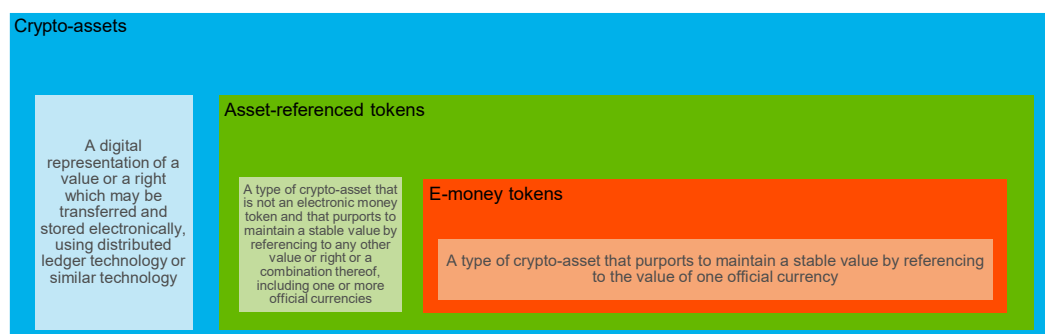 Crypto-assets
A digital
representation of a
value or a right
which may be
transferred and
stored electronically,
using distributed
ledger technology or
similar technology
Asset-referenced tokens
A type of crypto-asset that
is not an electronic money
token and that purports to
maintain a stable value by
referencing to any other
value or right or a
combination thereof,
including one or more
official currencies
E-money tokens
A type of crypto-asset that purports to maintain a stable value by referencing
to the value of one official currency